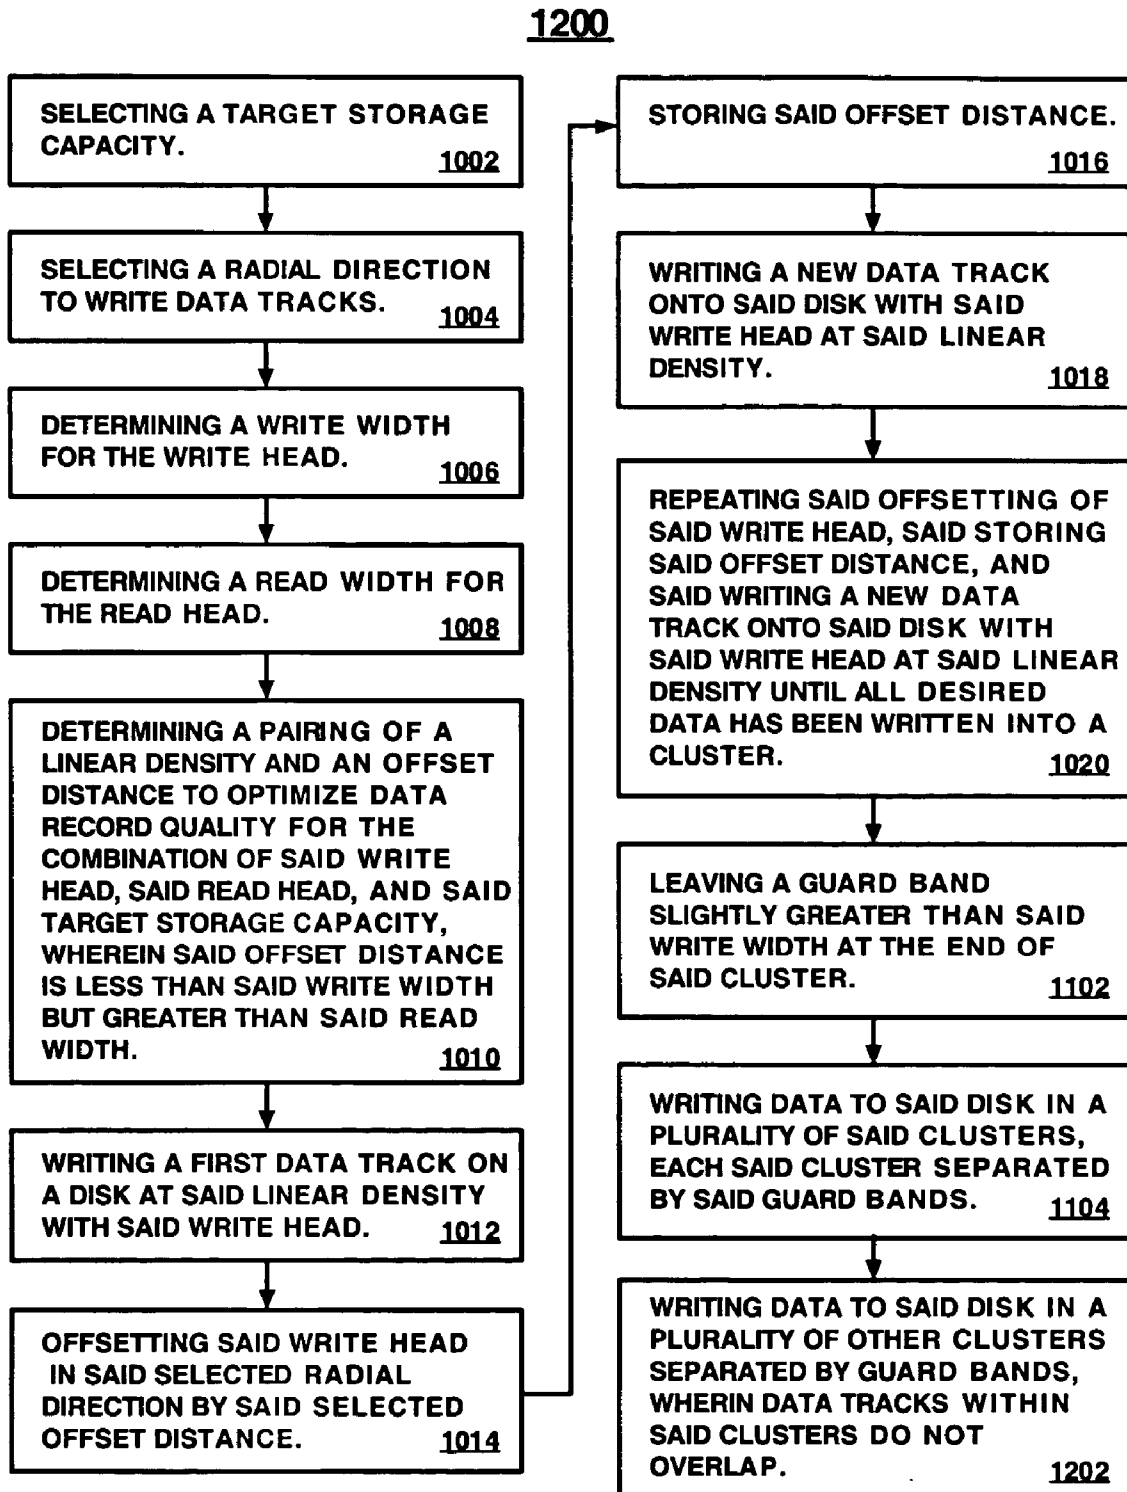 1200
SELECTING A TARGET STORAGE
CAPACITY.
1002
SELECTING A RADIAL DIRECTION
TO WRITE DATA TRACKS.
1004
DETERMINING A WRITE WIDTH
FOR THE WRITE HEAD.
1006
DETERMINING A READ WIDTH FOR
THE READ HEAD.
1008
DETERMINING A PAIRING OF A
LINEAR DENSITY AND AN OFFSET
DISTANCE TO OPTIMIZE DATA
RECORD QUALITY FOR THE
COMBINATION OF SAID WRITE
HEAD, SAID READ HEAD, AND SAID
TARGET STORAGE CAPACITY,
WHEREIN SAID OFFSET DISTANCE
IS LESS THAN SAID WRITE WIDTH
BUT GREATER THAN SAID READ
WIDTH.
1010
WRITING A FIRST DATA TRACK ON
A DISK AT SAID LINEAR DENSITY
WITH SAID WRITE HEAD.
1012
OFFSETTING SAID WRITE HEAD
IN SAID SELECTED RADIAL
DIRECTION BY SAID SELECTED
OFFSET DISTANCE.
1014
STORING SAID OFFSET DISTANCE.
1016
WRITING A NEW DATA TRACK
ONTO SAID DISK WITH SAID
WRITE HEAD AT SAID LINEAR
DENSITY.
1018
REPEATING SAID OFFSETTING OF
SAID WRITE HEAD, SAID STORING
SAID OFFSET DISTANCE, AND
SAID WRITING A NEW DATA
TRACK ONTO SAID DISK WITH
SAID WRITE HEAD AT SAID LINEAR
DENSITY UNTIL ALL DESIRED
DATA HAS BEEN WRITTEN INTO A
CLUSTER.
1020
LEAVING A GUARD BAND
SLIGHTLY GREATER THAN SAID
WRITE WIDTH AT THE END OF
SAID CLUSTER.
1102
WRITING DATA TO SAID DISK IN A
PLURALITY OF SAID CLUSTERS,
EACH SAID CLUSTER SEPARATED
BY SAID GUARD BANDS.
1104
WRITING DATA TO SAID DISK IN A
PLURALITY OF OTHER CLUSTERS
SEPARATED BY GUARD BANDS,
WHERIN DATA TRACKS WITHIN
SAID CLUSTERS DO NOT
OVERLAP.
1202